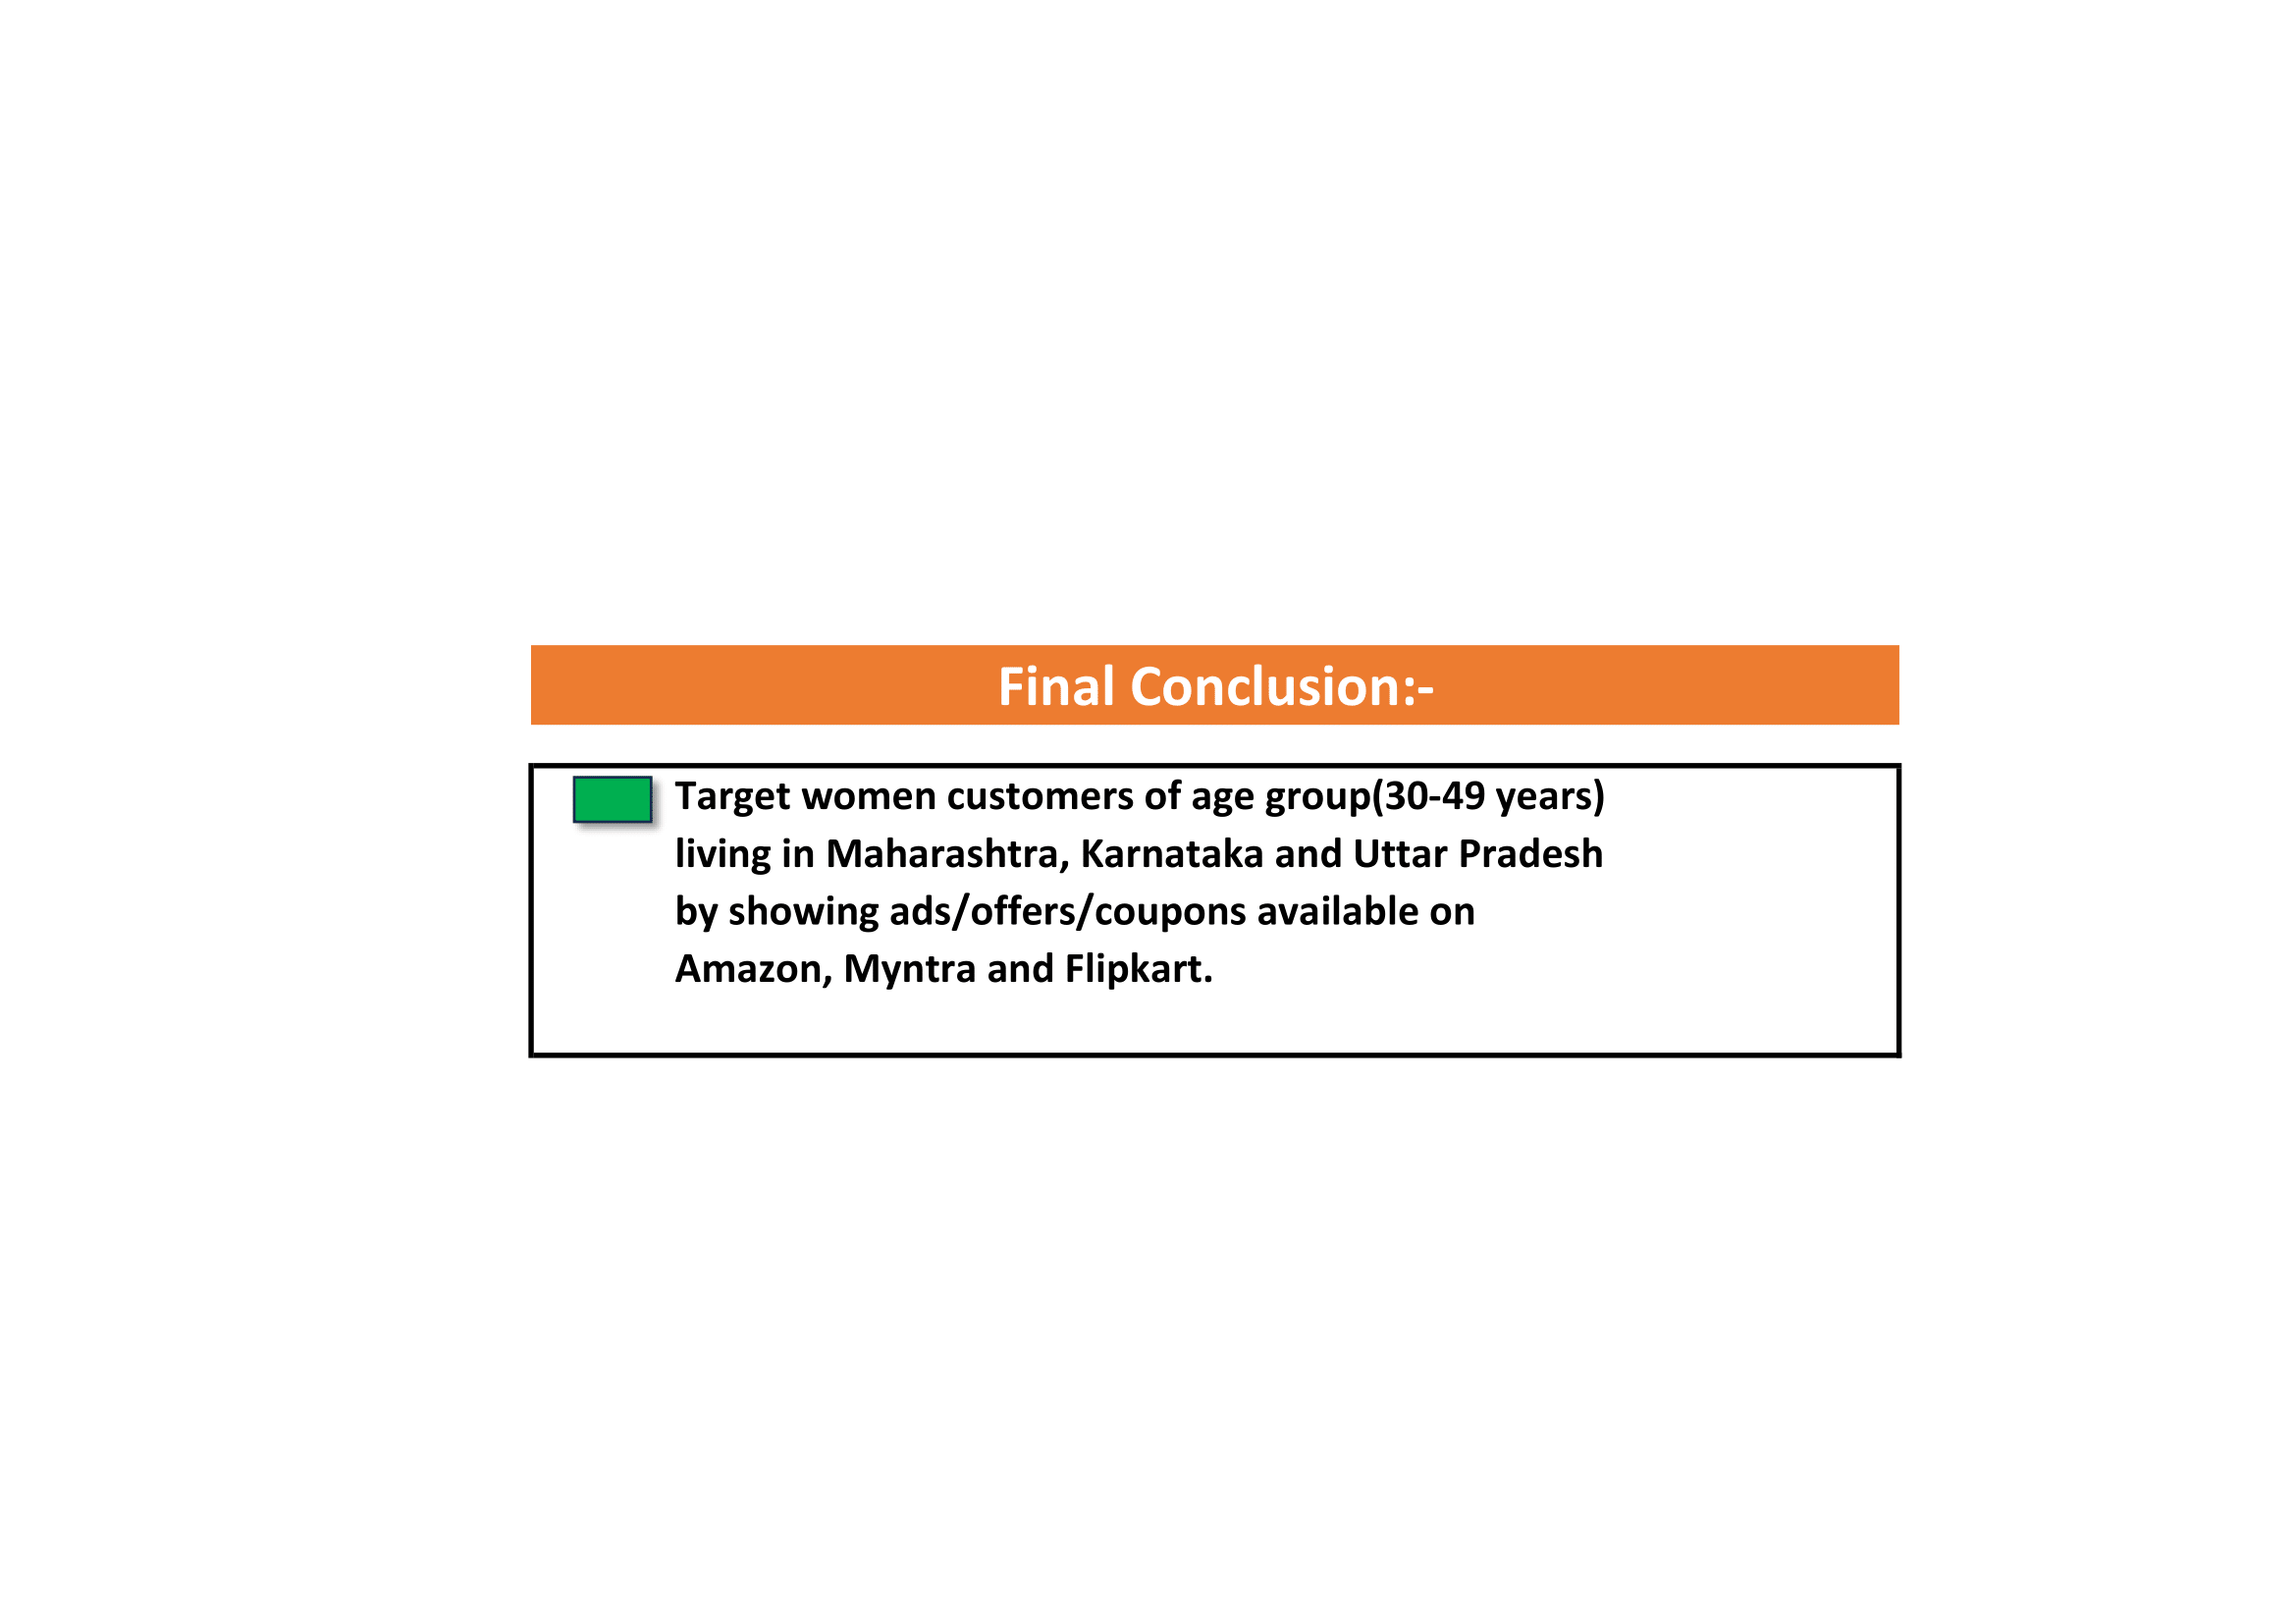 Final Conclusion:-
Target women customers of age group(30-49 years)
living in Maharashtra, Karnataka and Uttar Pradesh
by showing ads/offers/coupons available on
Amazon, Myntra and Flipkart.